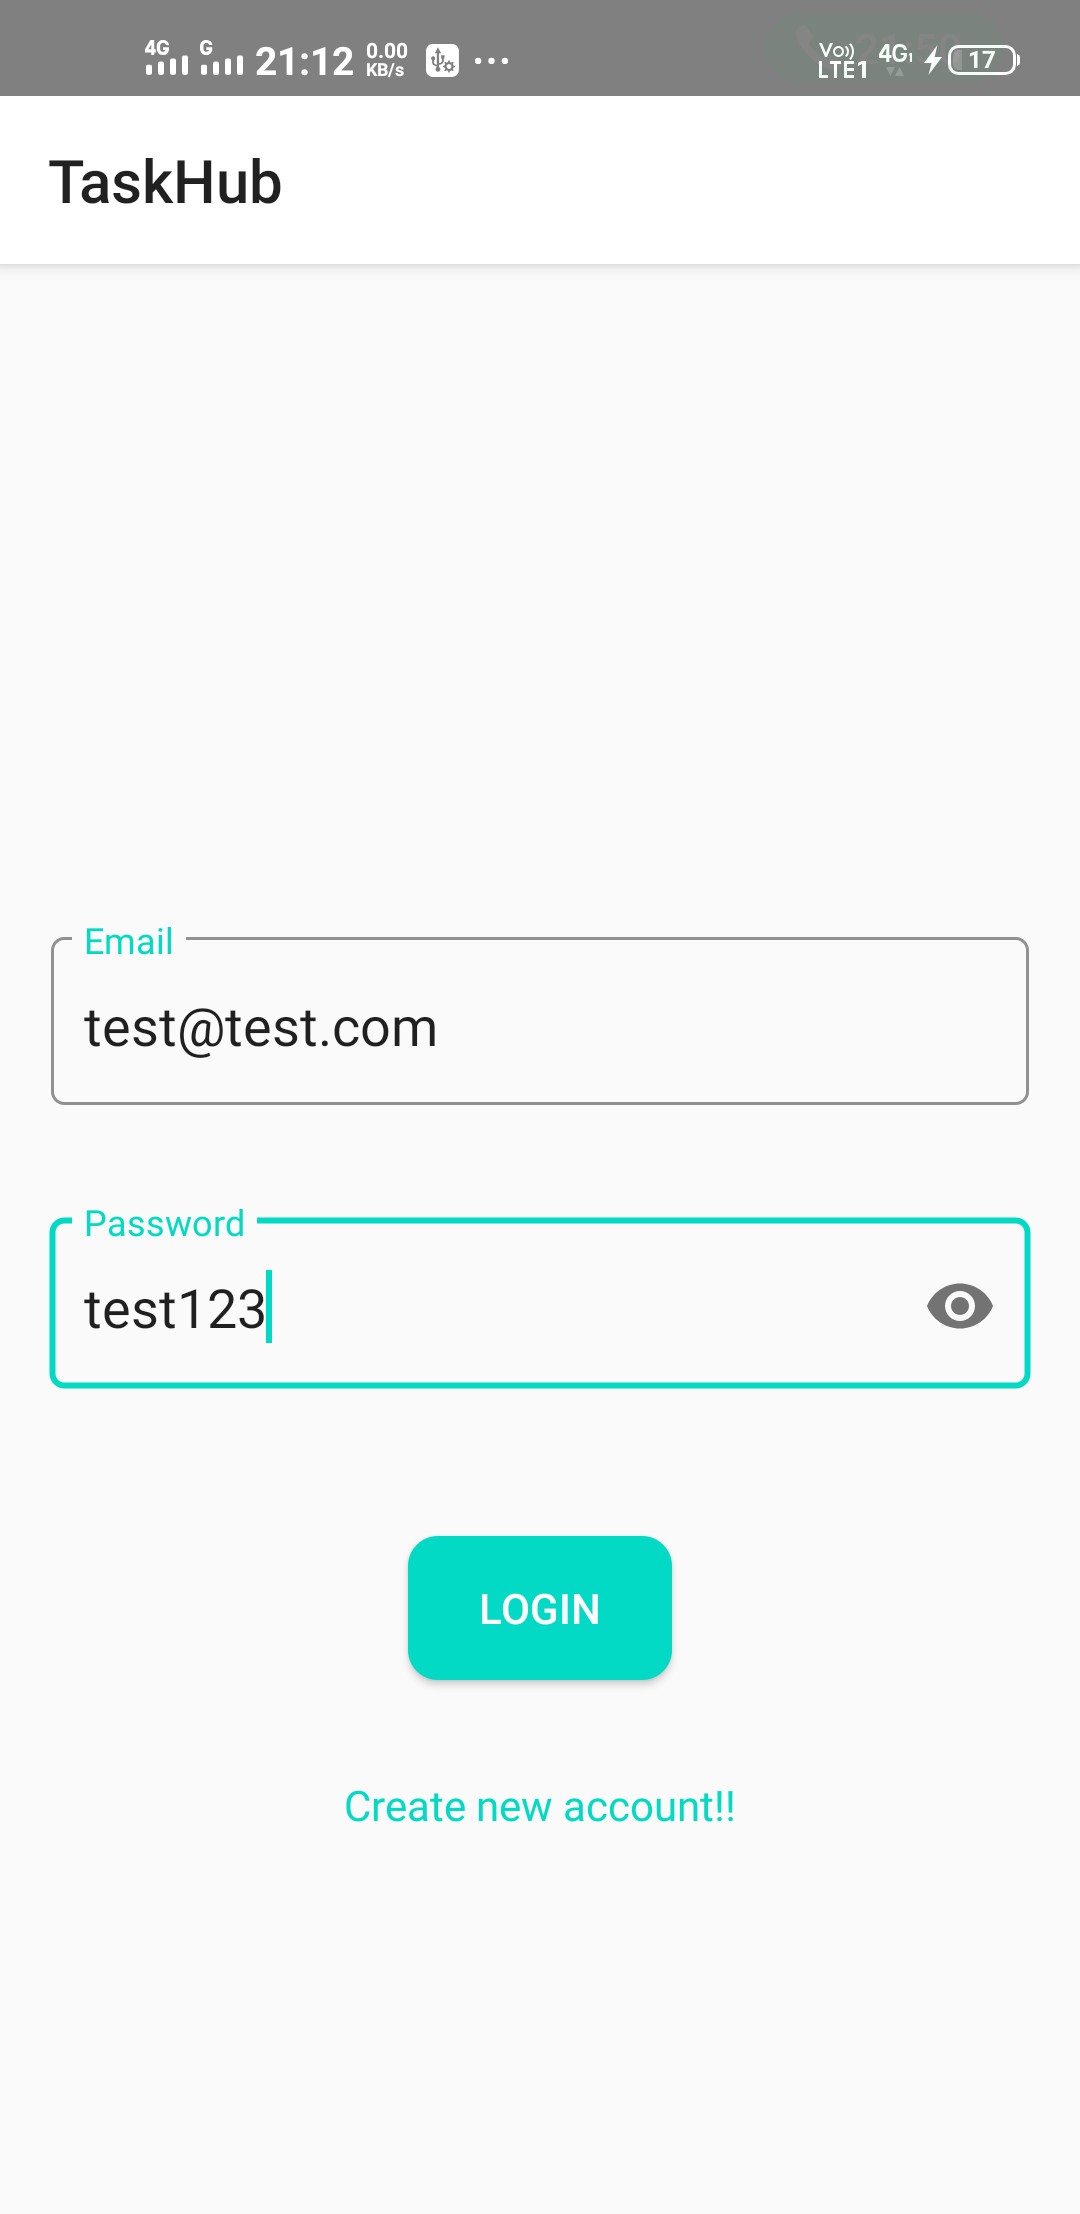 4G G 21:12 0.00 KB/s ... Vo)) LTE1 4G1 17
TaskHub
Email
test@test.com
Password
test123
LOGIN
Create new account!!